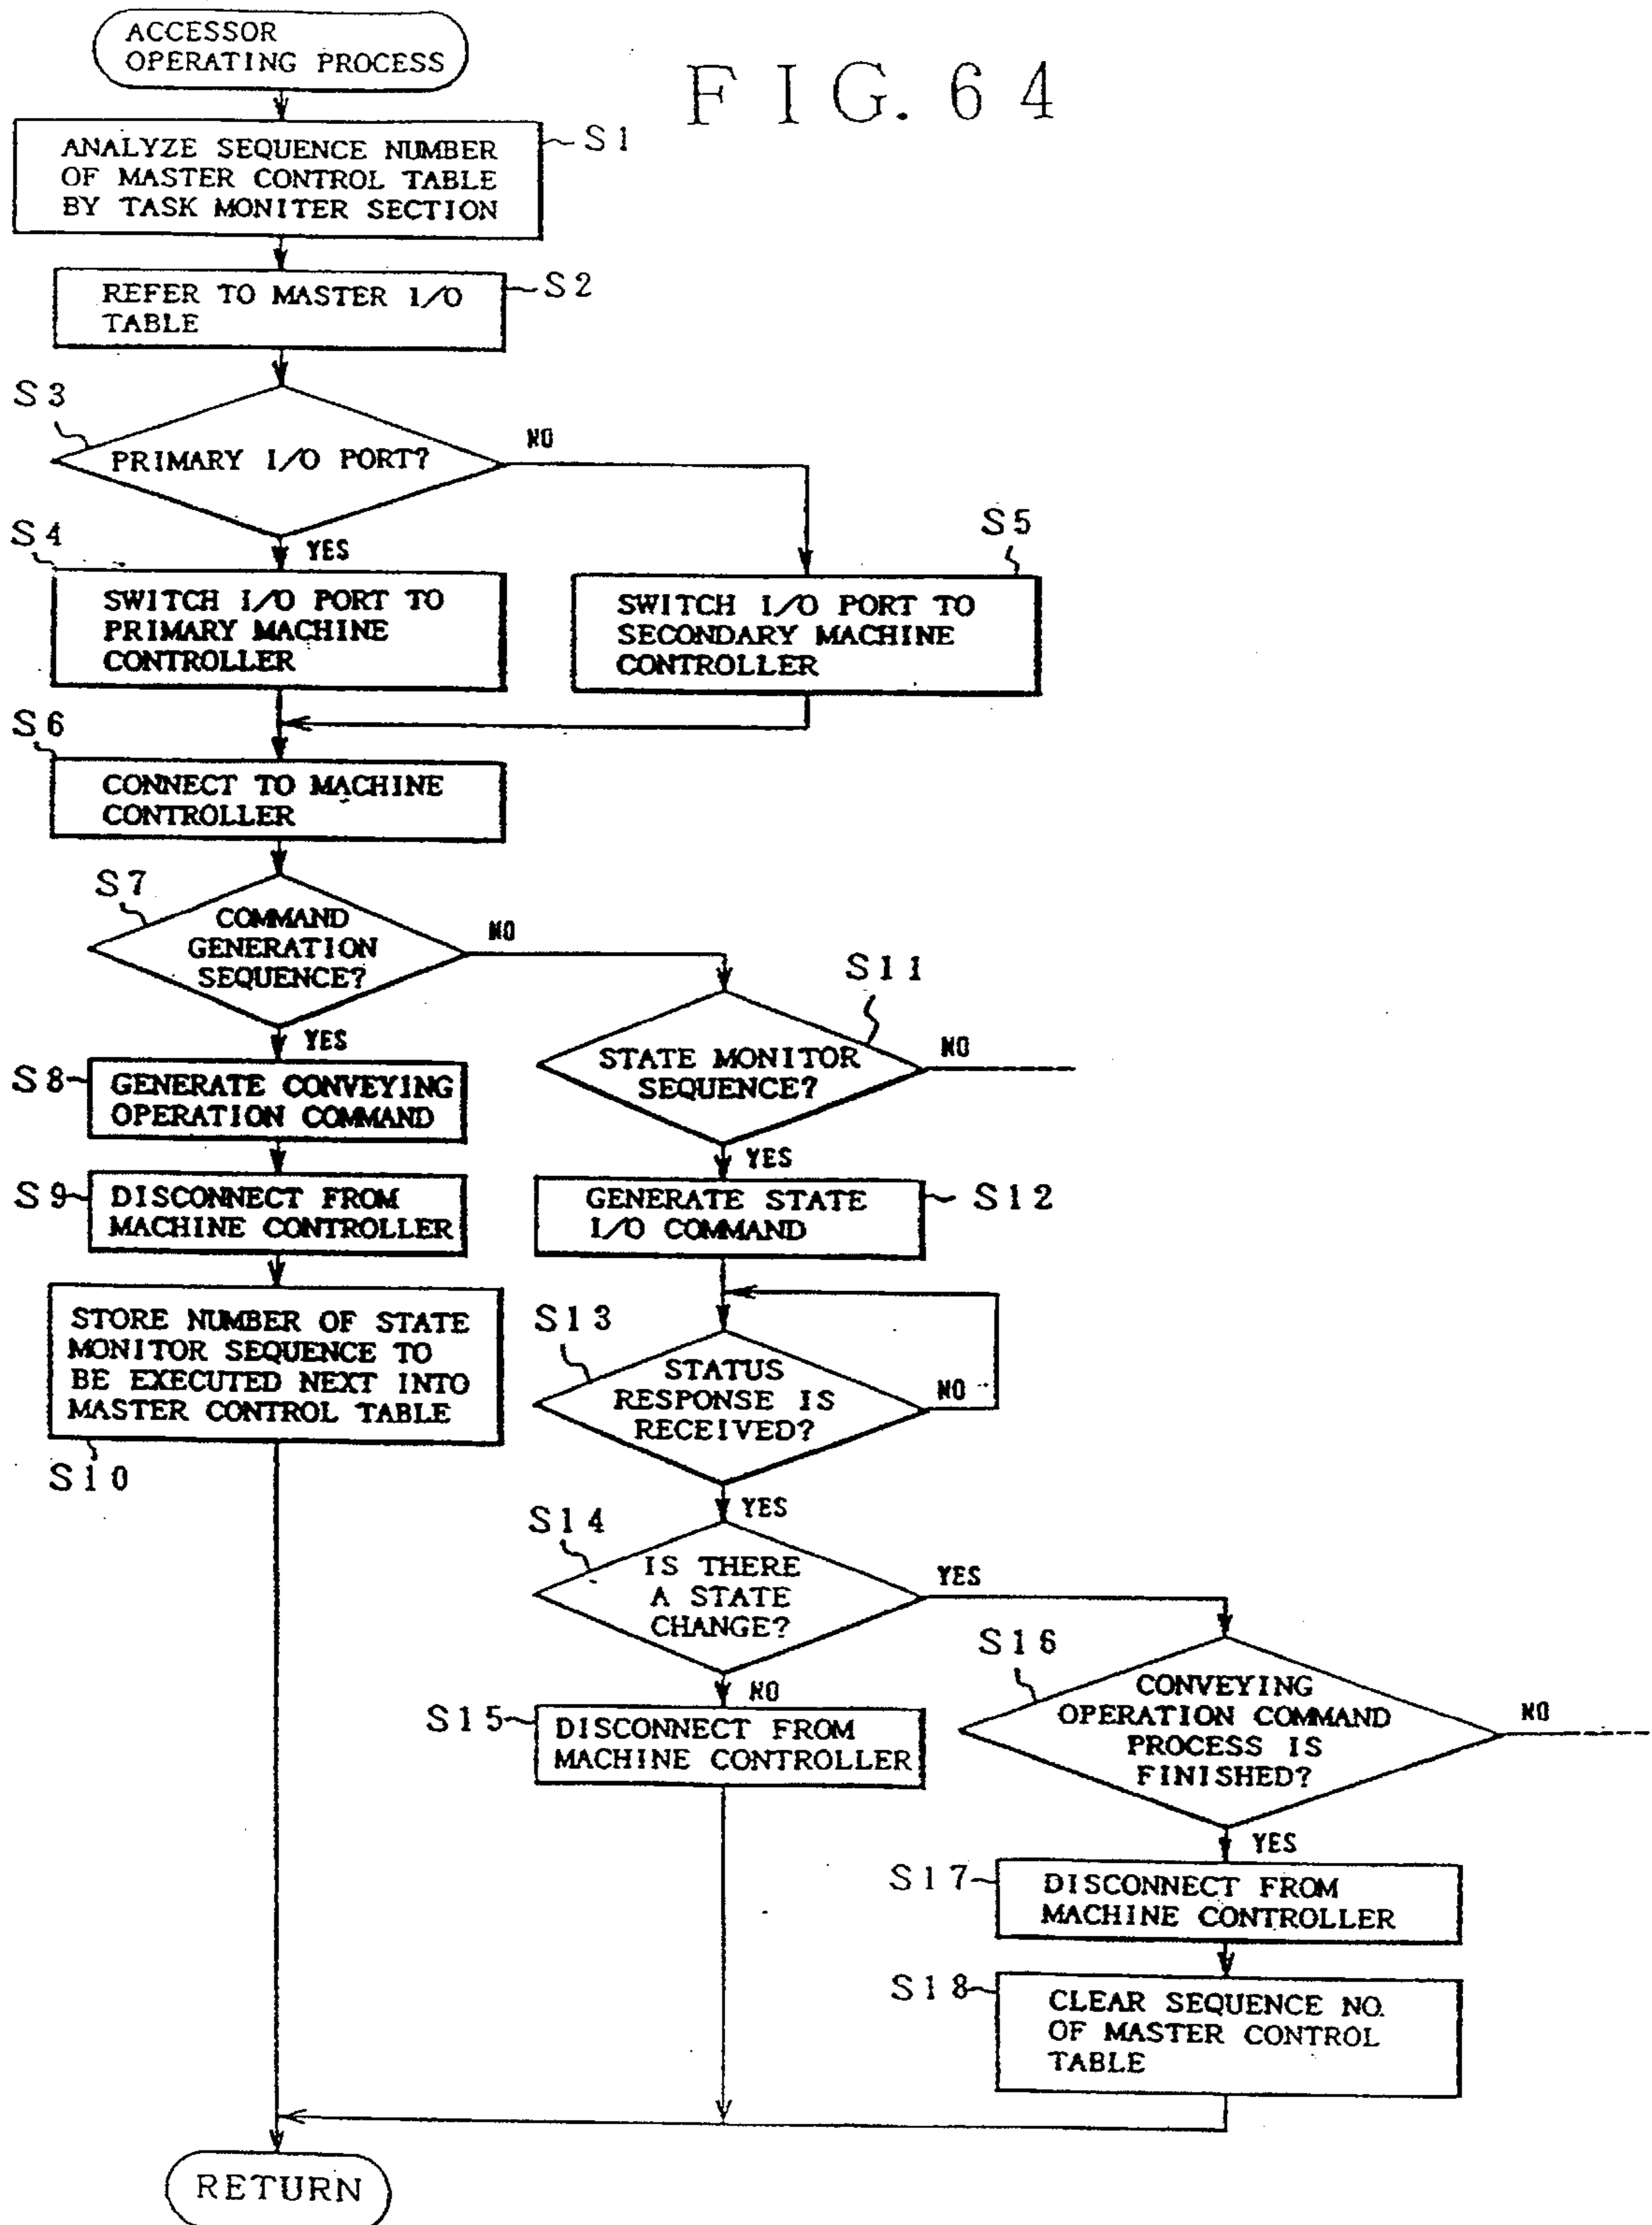 ACCESSOR
OPERATING PROCESS
FIG. 64
ANALYZE SEQUENCE NUMBER
OF MASTER CONTROL TABLE
BY TASK MONITER SECTION
S1
REFER TO MASTER I/O
TABLE
S2
S3
PRIMARY I/O PORT?
NO
S4
YES
S5
SWITCH I/O PORT TO
PRIMARY MACHINE
CONTROLLER
SWITCH I/O PORT TO
SECONDARY MACHINE
CONTROLLER
S6
CONNECT TO MACHINE
CONTROLLER
S7
COMMAND
GENERATION
SEQUENCE?
NO
YES
S11
STATE MONITOR
SEQUENCE?
NO
YES
S8
GENERATE CONVEYING
OPERATION COMMAND
S9
DISCONNECT FROM
MACHINE CONTROLLER
GENERATE STATE
I/O COMMAND
S12
STORE NUMBER OF STATE
MONITOR SEQUENCE TO
BE EXECUTED NEXT INTO
MASTER CONTROL TABLE
S10
S13
STATUS
RESPONSE IS
RECEIVED?
NO
YES
S14
IS THERE
A STATE
CHANGE?
YES
NO
S15
DISCONNECT FROM
MACHINE CONTROLLER
S16
CONVEYING
OPERATION COMMAND
PROCESS IS
FINISHED?
NO
YES
S17
DISCONNECT FROM
MACHINE CONTROLLER
S18
CLEAR SEQUENCE NO.
OF MASTER CONTROL
TABLE
RETURN